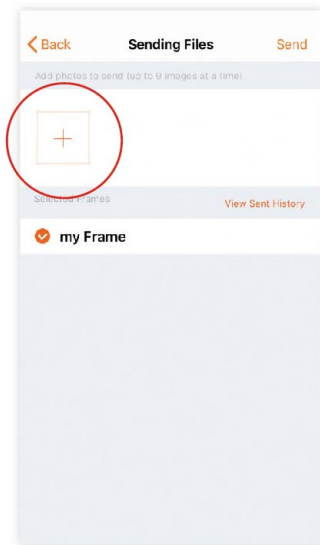 Back Sending Files Send
Add photos to send (up to 9 images at a time)
Selected Frames View Sent History
my Frame